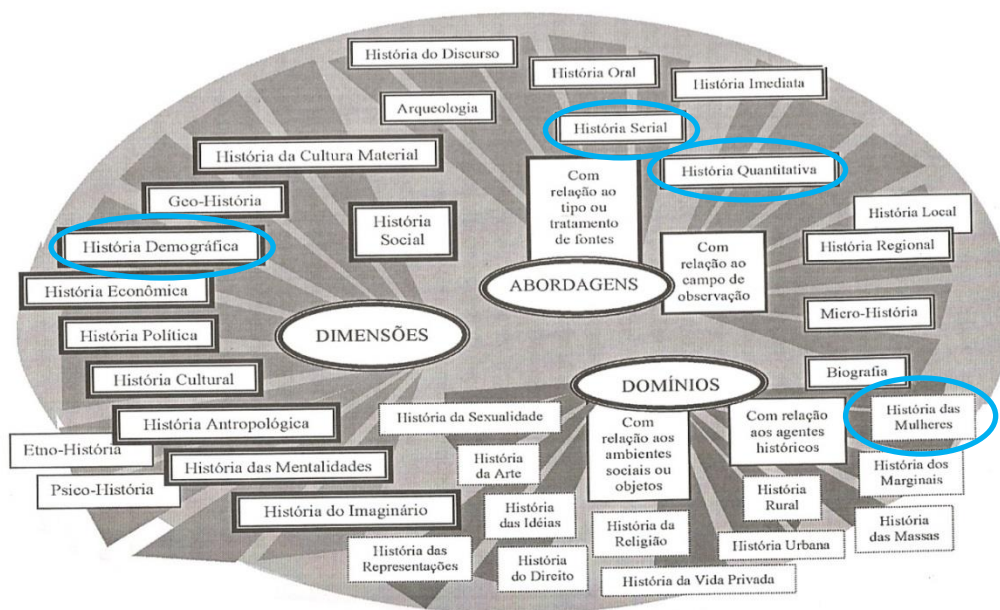 História do Discurso
História Oral
História Imediata
Arqueologia
História Serial
História da Cultura Material
História Quantitativa
Com
relação ao
tipo ou
tratamento
de fontes
Geo-História
História
Social
História Local
História Demográfica
Com
relação ao
campo de
observação
História Regional
ABORDAGENS
História Econômica
Micro-História
História Política
DIMENSÕES
História Cultural
DOMÍNIOS
Biografia
História da Sexualidade
História das
Mulheres
História Antropológica
Com
relação aos
ambientes
sociais ou
objetos
Com relação
aos agentes
históricos
Etno-História
História das Mentalidades
História
da Arte
História dos
Marginais
Psico-História
História
Rural
História do Imaginário
História
das Idéias
História da
Religião
História
das Massas
História Urbana
História das
Representações
História
do Direito
História da Vida Privada